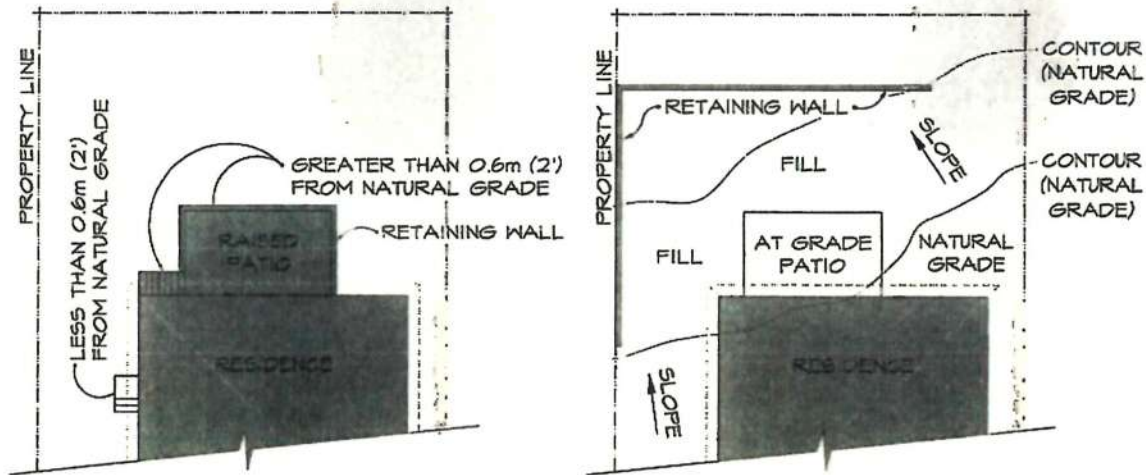 PROPERTY LINE
LESS THAN 0.6m (2')
FROM NATURAL GRADE
GREATER THAN 0.6m (2')
FROM NATURAL GRADE
RAISED
PATIO
RETAINING WALL
RESIDENCE
PROPERTY LINE
RETAINING WALL
CONTOUR
(NATURAL
GRADE)
SLOPE
FILL
CONTOUR
(NATURAL
GRADE)
FILL
AT GRADE
PATIO
NATURAL
GRADE
RESIDENSE
SLOPE